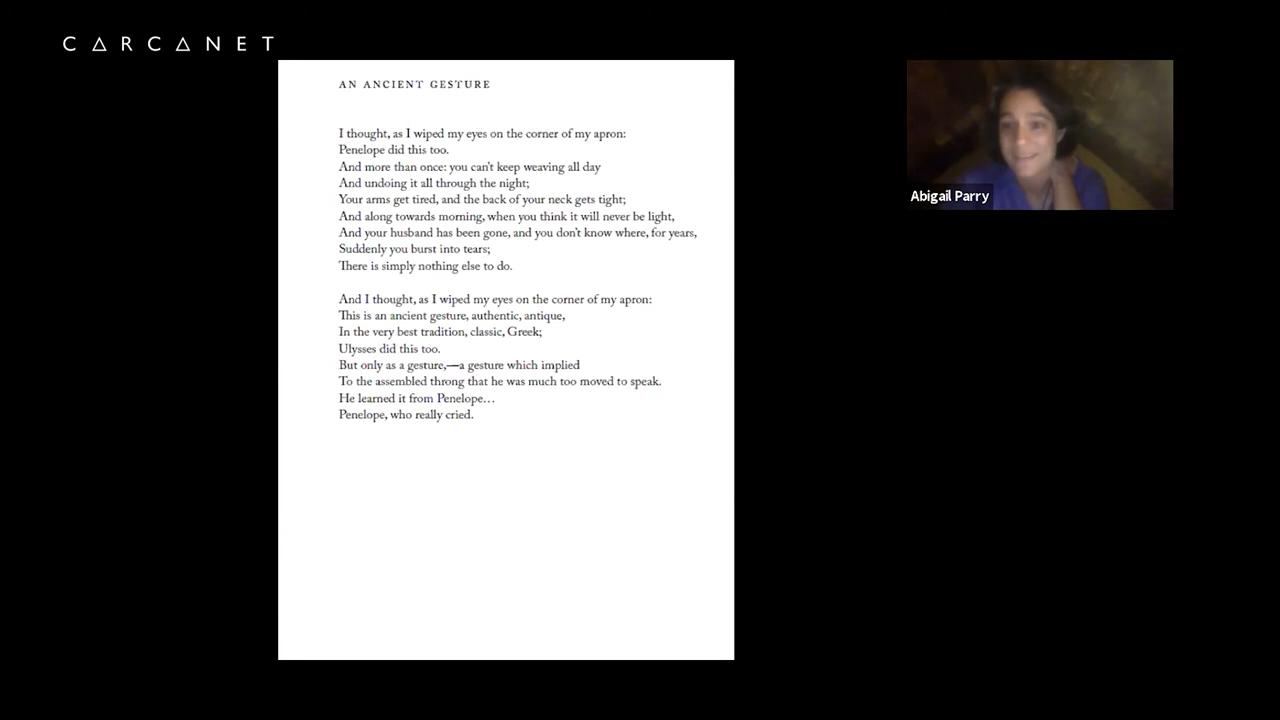 CARCANET
AN ANCIENT GESTURE
I thought, as I wiped my eyes on the corner of my apron:
Penelope did this too.
And more than once: you can't keep weaving all day
And undoing it all through the night;
Your arms get tired, and the back of your neck gets tight;
And along towards morning, when you think it will never be light,
And your husband has been gone, and you don't know where, for years,
Suddenly you burst into tears;
There is simply nothing else to do.
And I thought, as I wiped my eyes on the corner of my apron:
This is an ancient gesture, authentic, antique,
In the very best tradition, classic, Greek;
Ulysses did this too.
But only as a gesture,—a gesture which implied
To the assembled throng that he was much too moved to speak.
He learned it from Penelope…
Penelope, who really cried.
Abigail Parry